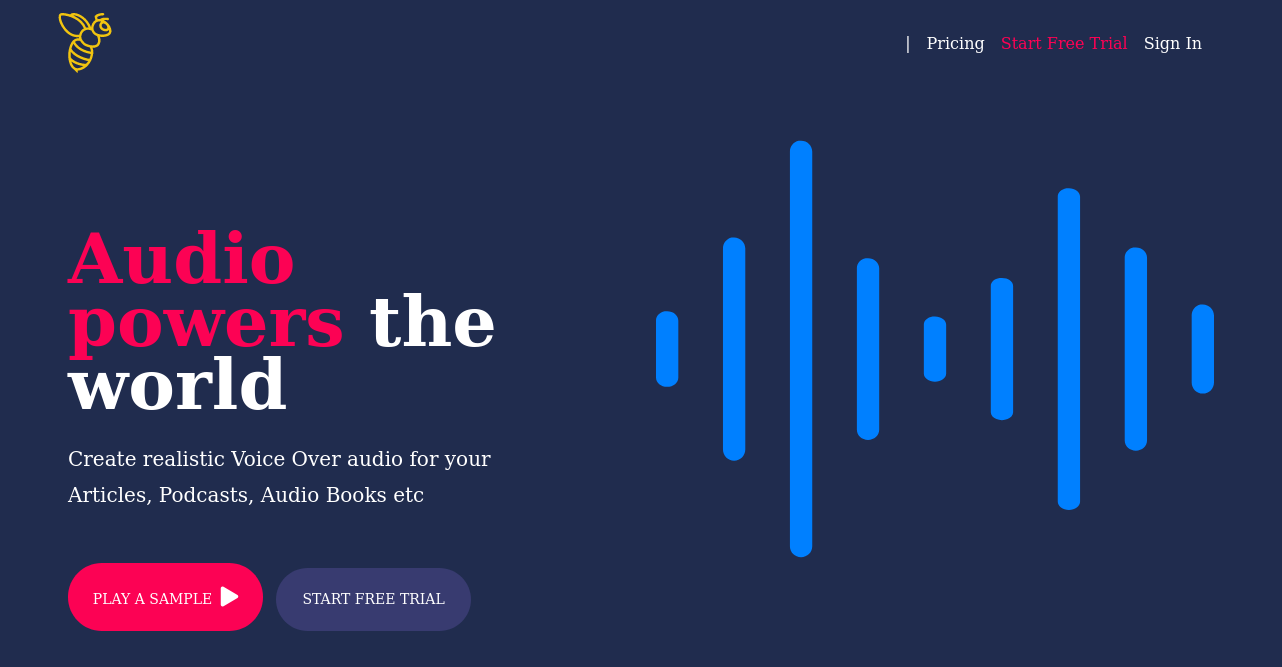 | Pricing Start Free Trial Sign In
Audio
powers the
world
Create realistic Voice Over audio for your
Articles, Podcasts, Audio Books etc
PLAY A SAMPLE START FREE TRIAL